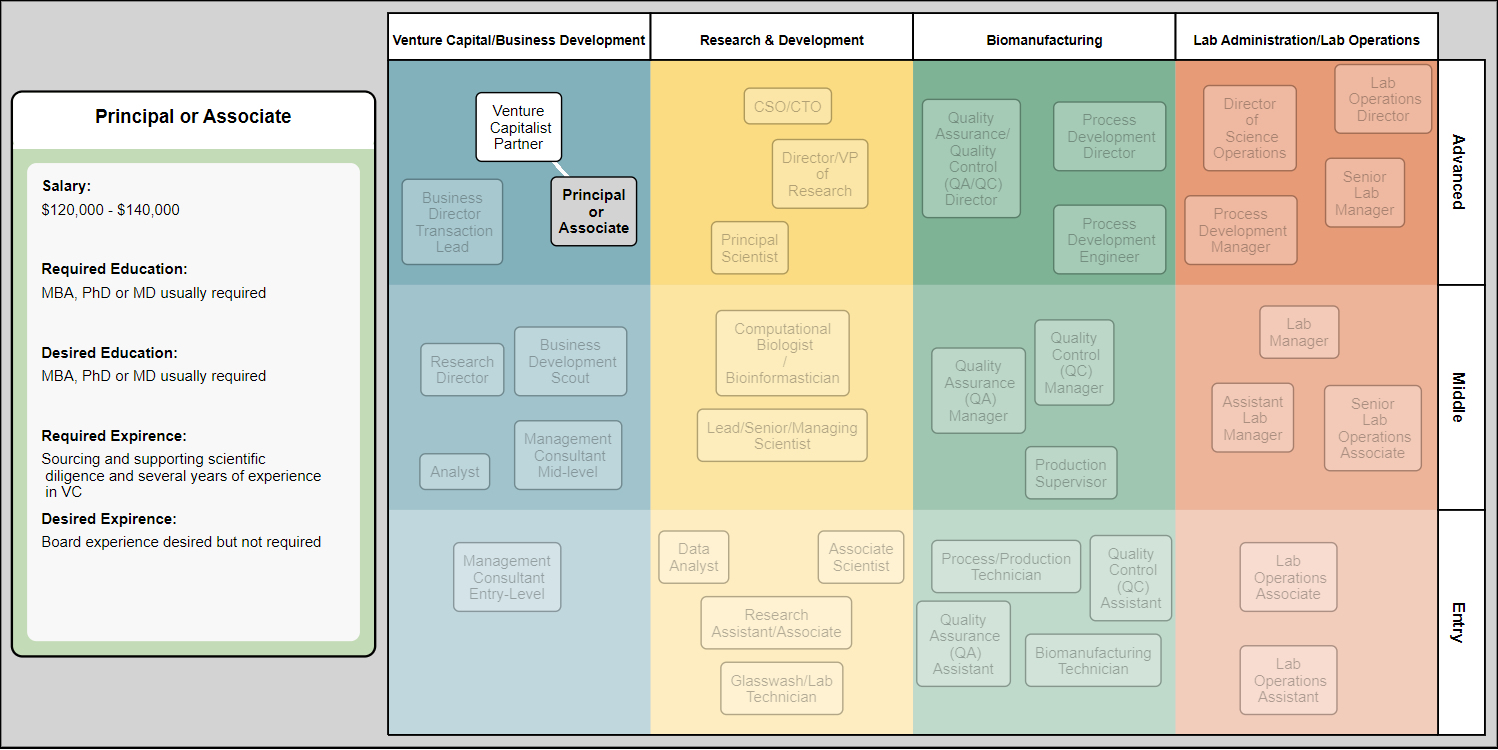 Principal or Associate
Salary:
$120,000 - $140,000
Required Education:
MBA, PhD or MD usually required
Desired Education:
MBA, PhD or MD usually required
Required Expirence:
Sourcing and supporting scientific
diligence and several years of experience
in VC
Desired Expirence:
Board experience desired but not required
Venture Capital/Business Development
Research & Development
Biomanufacturing
Lab Administration/Lab Operations
Advanced
Middle
Entry
Venture
Capitalist
Partner
Principal
or
Associate
Business
Director
Transaction
Lead
CSO/CTO
Director/VP
of
Research
Principal
Scientist
Quality
Assurance/
Quality
Control
(QA/QC)
Director
Process
Development
Director
Process
Development
Engineer
Director
of
Science
Operations
Lab
Operations
Director
Senior
Lab
Manager
Process
Development
Manager
Research
Director
Business
Development
Scout
Analyst
Management
Consultant
Mid-level
Computational
Biologist
/
Bioinformastician
Lead/Senior/Managing
Scientist
Quality
Assurance
(QA)
Manager
Quality
Control
(QC)
Manager
Production
Supervisor
Lab
Manager
Assistant
Lab
Manager
Senior
Lab
Operations
Associate
Management
Consultant
Entry-Level
Data
Analyst
Associate
Scientist
Research
Assistant/Associate
Glasswash/Lab
Technician
Process/Production
Technician
Quality
Control
(QC)
Assistant
Quality
Assurance
(QA)
Assistant
Biomanufacturing
Technician
Lab
Operations
Associate
Lab
Operations
Assistant